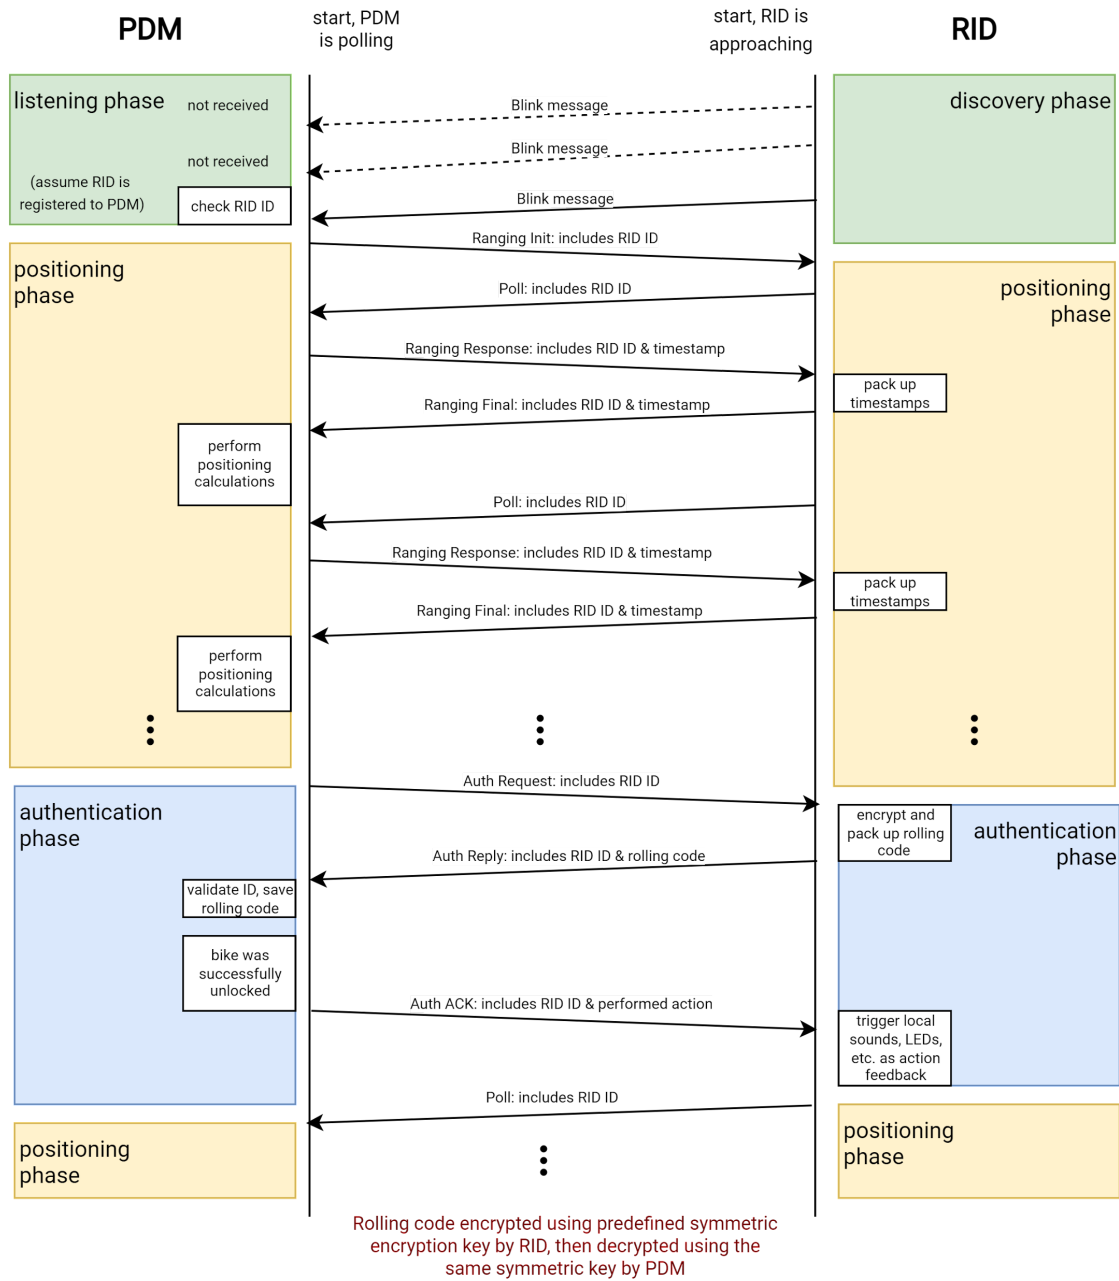 PDM
start, PDM
is polling
start, RID is
approaching
RID
listening phase
not received
Blink message
discovery phase
not received
Blink message
(assume RID is
registered to PDM)
check RID ID
Blink message
positioning
phase
Ranging Init: includes RID ID
positioning
phase
Poll: includes RID ID
Ranging Response: includes RID ID & timestamp
pack up
timestamps
Ranging Final: includes RID ID & timestamp
perform
positioning
calculations
Poll: includes RID ID
Ranging Response: includes RID ID & timestamp
pack up
timestamps
Ranging Final: includes RID ID & timestamp
perform
positioning
calculations
Auth Request: includes RID ID
authentication
phase
encrypt and
pack up rolling
code
authentication
phase
Auth Reply: includes RID ID & rolling code
validate ID, save
rolling code
bike was
successfully
unlocked
Auth ACK: includes RID ID & performed action
trigger local
sounds, LEDs,
etc. as action
feedback
Poll: includes RID ID
positioning
phase
positioning
phase
Rolling code encrypted using predefined symmetric
encryption key by RID, then decrypted using the
same symmetric key by PDM